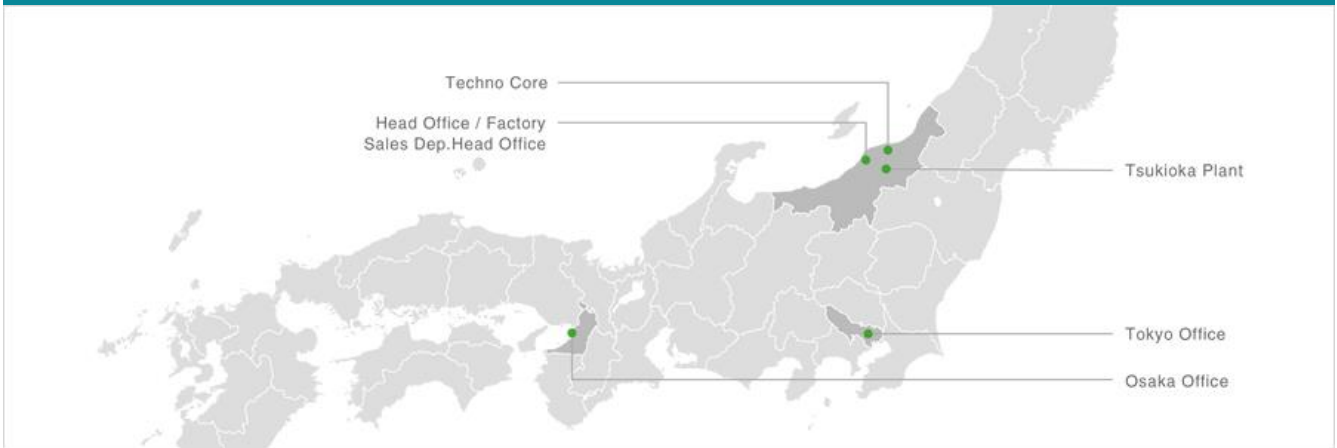 Techno Core
Head Office / Factory
Sales Dep.Head Office
Tsukioka Plant
Tokyo Office
Osaka Office